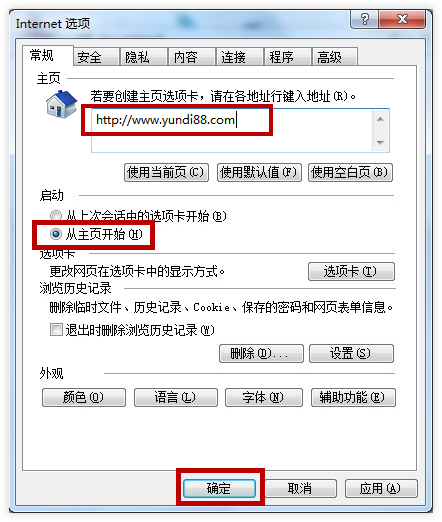 Internet 选项
常规 安全 隐私 内容 连接 程序 高级
主页
若要创建主页选项卡，请在各地址行键入地址(R)。
http://www.yundi88.com
使用当前页(C) 使用默认值(F) 使用空白页(B)
启动
从上次会话中的选项卡开始(B)
从主页开始(H)
选项卡
更改网页在选项卡中的显示方式。 选项卡(T)
浏览历史记录
删除临时文件、历史记录、Cookie、保存的密码和网页表单信息。
退出时删除浏览历史记录(W)
删除(D)... 设置(S)
外观
颜色(O) 语言(L) 字体(N) 辅助功能(E)
确定 取消 应用(A)